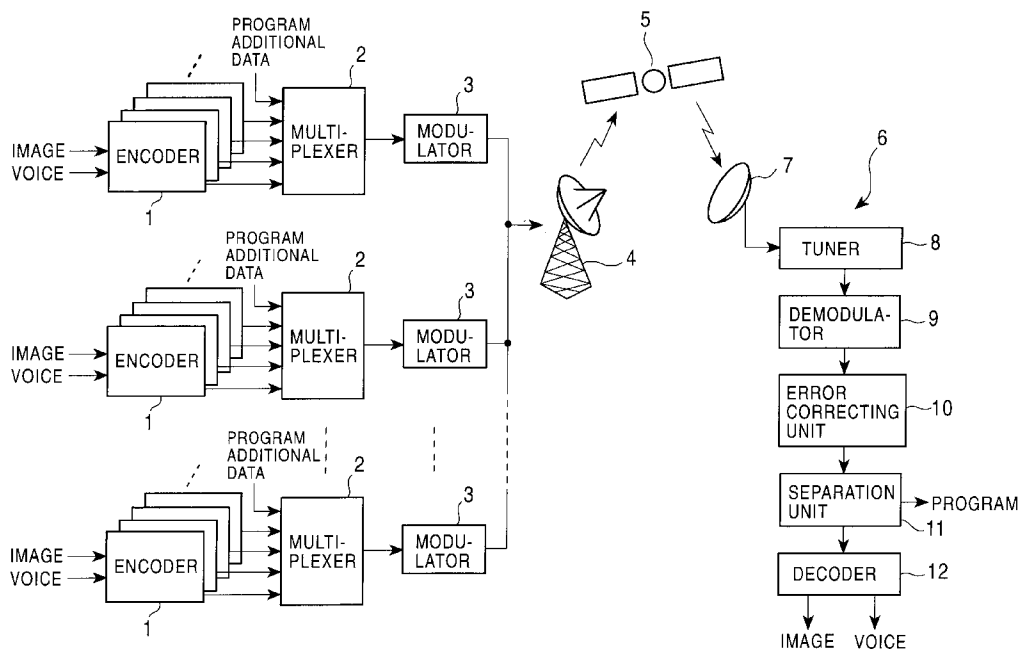 PROGRAM
ADDITIONAL
DATA
2
3
5
IMAGE
VOICE
ENCODER
MULTI-
PLEXER
MODU-
LATOR
1
7
6
4
TUNER
8
PROGRAM
ADDITIONAL
DATA
2
3
IMAGE
VOICE
ENCODER
MULTI-
PLEXER
MODU-
LATOR
1
DEMODULA-
TOR
9
ERROR
CORRECTING
UNIT
10
PROGRAM
ADDITIONAL
DATA
2
3
IMAGE
VOICE
ENCODER
MULTI-
PLEXER
MODU-
LATOR
1
SEPARATION
UNIT
PROGRAM
11
DECODER
12
IMAGE VOICE